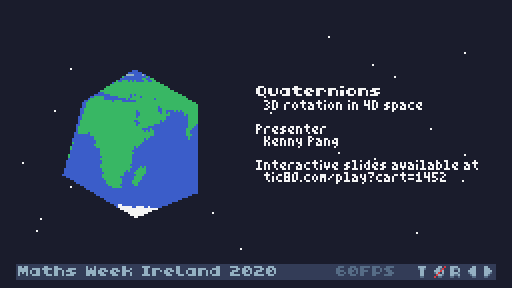 Quaternions
3D rotation in 4D space
Presenter
Kenny Pang
Interactive slides available at
tic80.com/play?cart=1452
Maths Week Ireland 2020 60FPS T Ø R